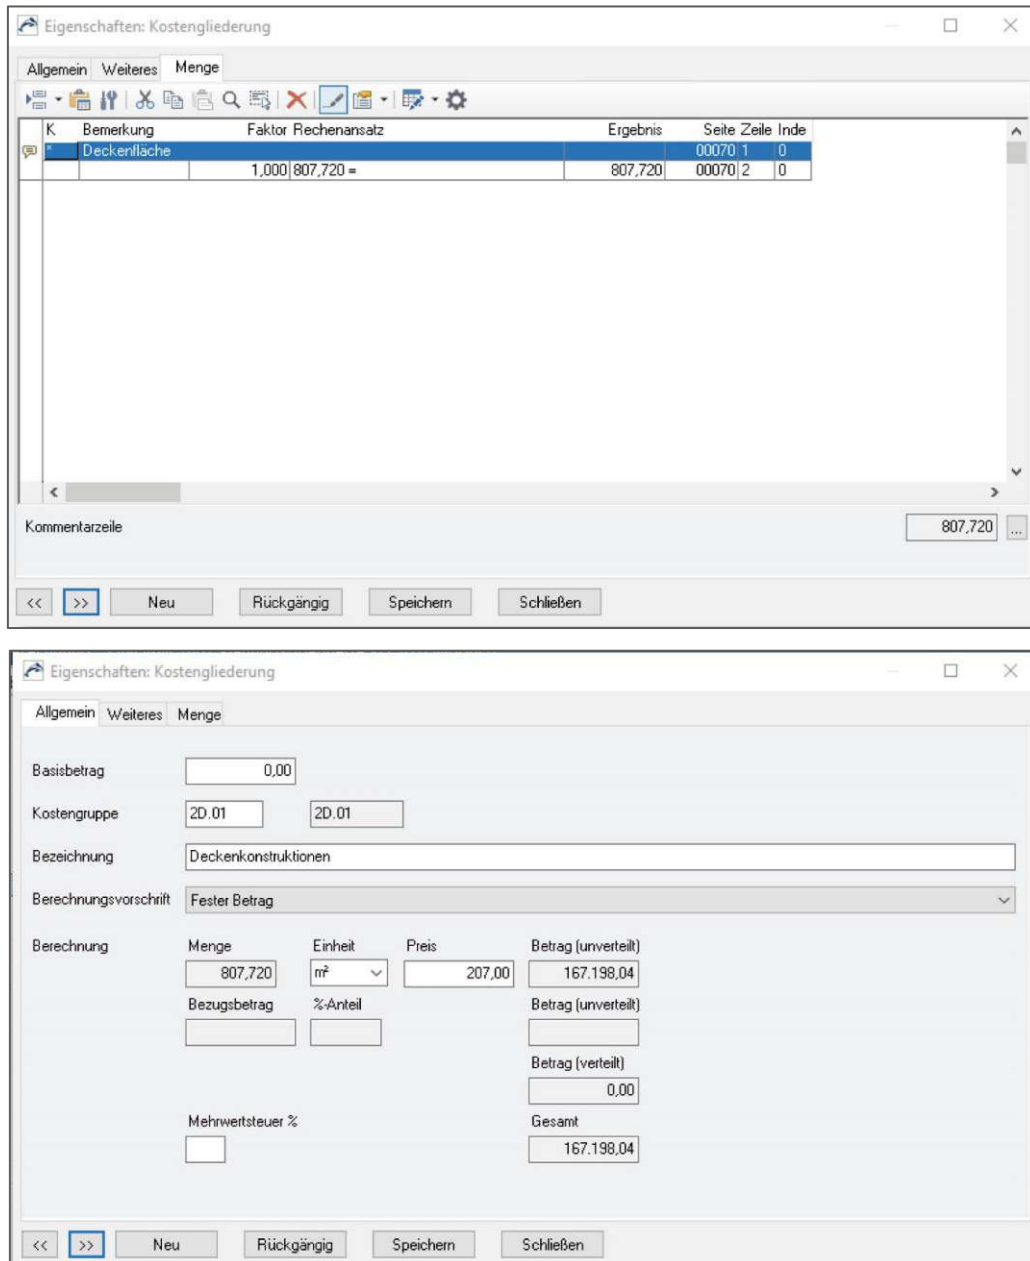 Eigenschaften: Kostengliederung
Allgemein Weiteres Menge
K Bemerkung Faktor Rechenansatz Ergebnis Seite Zeile Inde
* Deckenfläche 00070 1 0
1,000 807,720 = 807,720 00070 2 0
Kommentarzeile 807,720 ...
<< >> Neu Rückgängig Speichern Schließen
Eigenschaften: Kostengliederung
Allgemein Weiteres Menge
Basisbetrag 0,00
Kostengruppe 2D.01 2D.01
Bezeichnung Deckenkonstruktionen
Berechnungsvorschrift Fester Betrag
Berechnung Menge Einheit Preis Betrag (unverteilt)
807,720 m² 207,00 167.198,04
Bezugsbetrag %-Anteil Betrag (unverteilt)
Betrag (verteilt)
0,00
Mehrwertsteuer % Gesamt
167.198,04
<< >> Neu Rückgängig Speichern Schließen